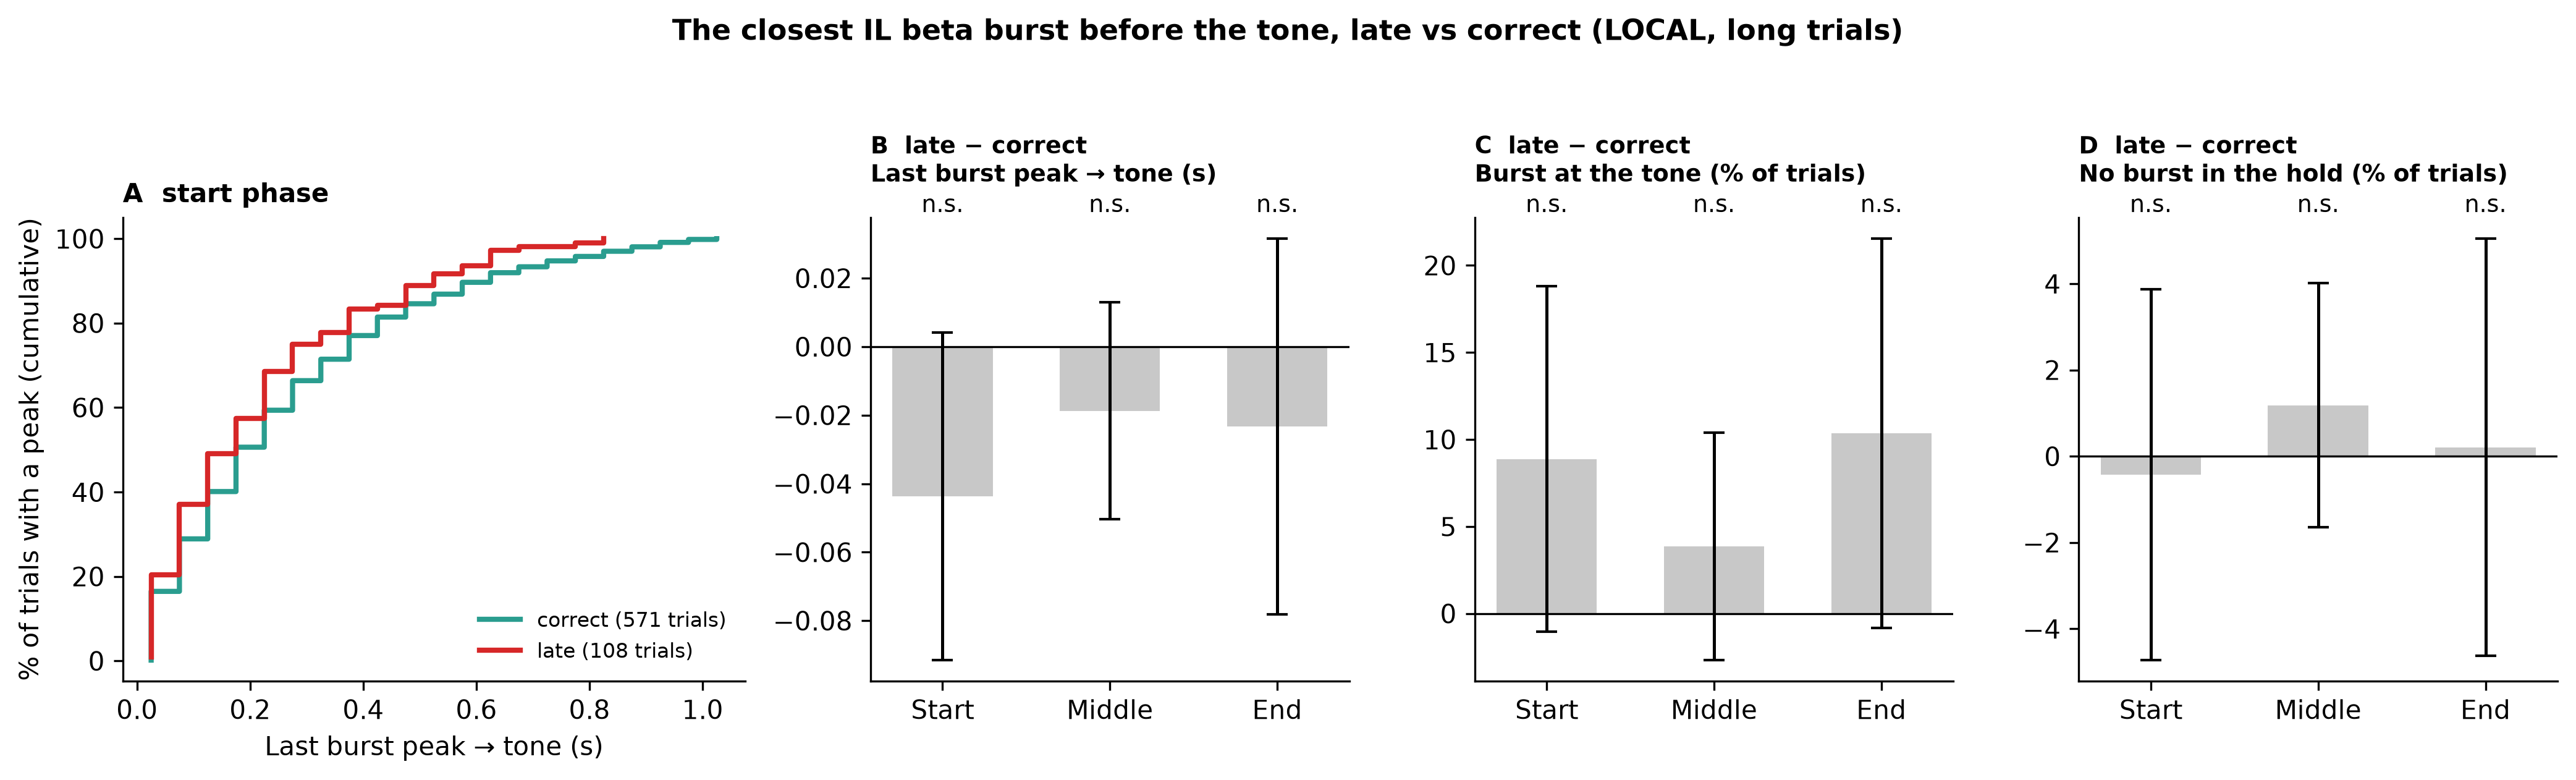 The closest IL beta burst before the tone, late vs correct (LOCAL, long trials)
A  start phase
% of trials with a peak (cumulative)
100
80
60
40
20
0
correct (571 trials)
late (108 trials)
0.0 0.2 0.4 0.6 0.8 1.0
Last burst peak → tone (s)
B  late − correct
Last burst peak → tone (s)
n.s. n.s. n.s.
0.02
0.00
−0.02
−0.04
−0.06
−0.08
Start Middle End
C  late − correct
Burst at the tone (% of trials)
n.s. n.s. n.s.
20
15
10
5
0
Start Middle End
D  late − correct
No burst in the hold (% of trials)
n.s. n.s. n.s.
4
2
0
−2
−4
Start Middle End